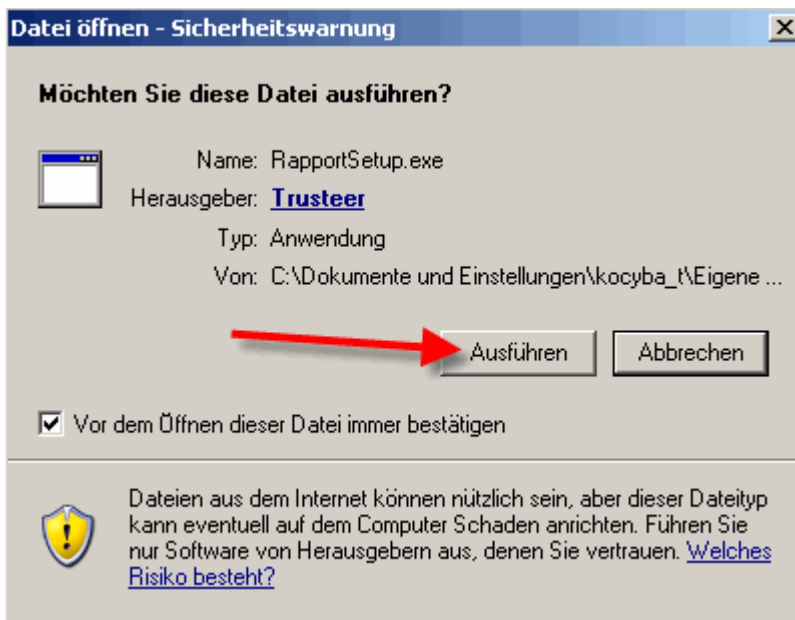 Datei öffnen - Sicherheitswarnung
Möchten Sie diese Datei ausführen?
Name: RapportSetup.exe
Herausgeber: Trusteer
Typ: Anwendung
Von: C:\Dokumente und Einstellungen\kocyba_t\Eigene ...
Ausführen Abbrechen
Vor dem Öffnen dieser Datei immer bestätigen
Dateien aus dem Internet können nützlich sein, aber dieser Dateityp
kann eventuell auf dem Computer Schaden anrichten. Führen Sie
nur Software von Herausgebern aus, denen Sie vertrauen. Welches
Risiko besteht?